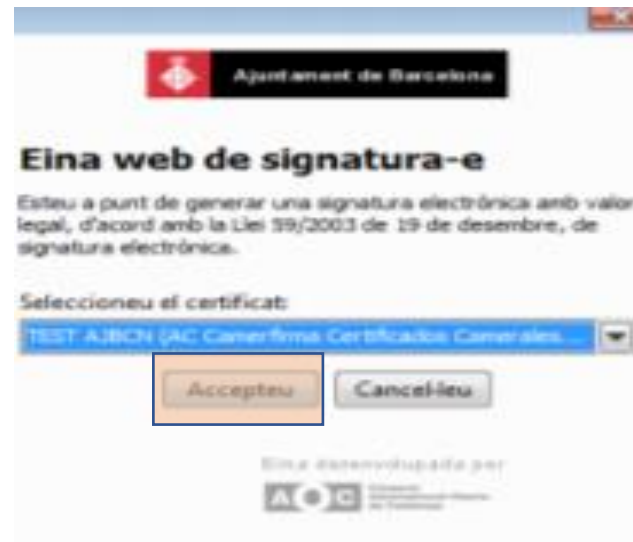 Ajuntament de Barcelona
Eina web de signatura-e
Esteu a punt de generar una signatura electrònica amb valor
legal, d'acord amb la Llei 59/2003 de 19 de desembre, de
signatura electrònica.
Seleccioneu el certificat:
TEST AJBCN (AC Camerfirma Certificados Camerales...
Accepteu
Cancel·leu
Eina desenvolupada per
AOC